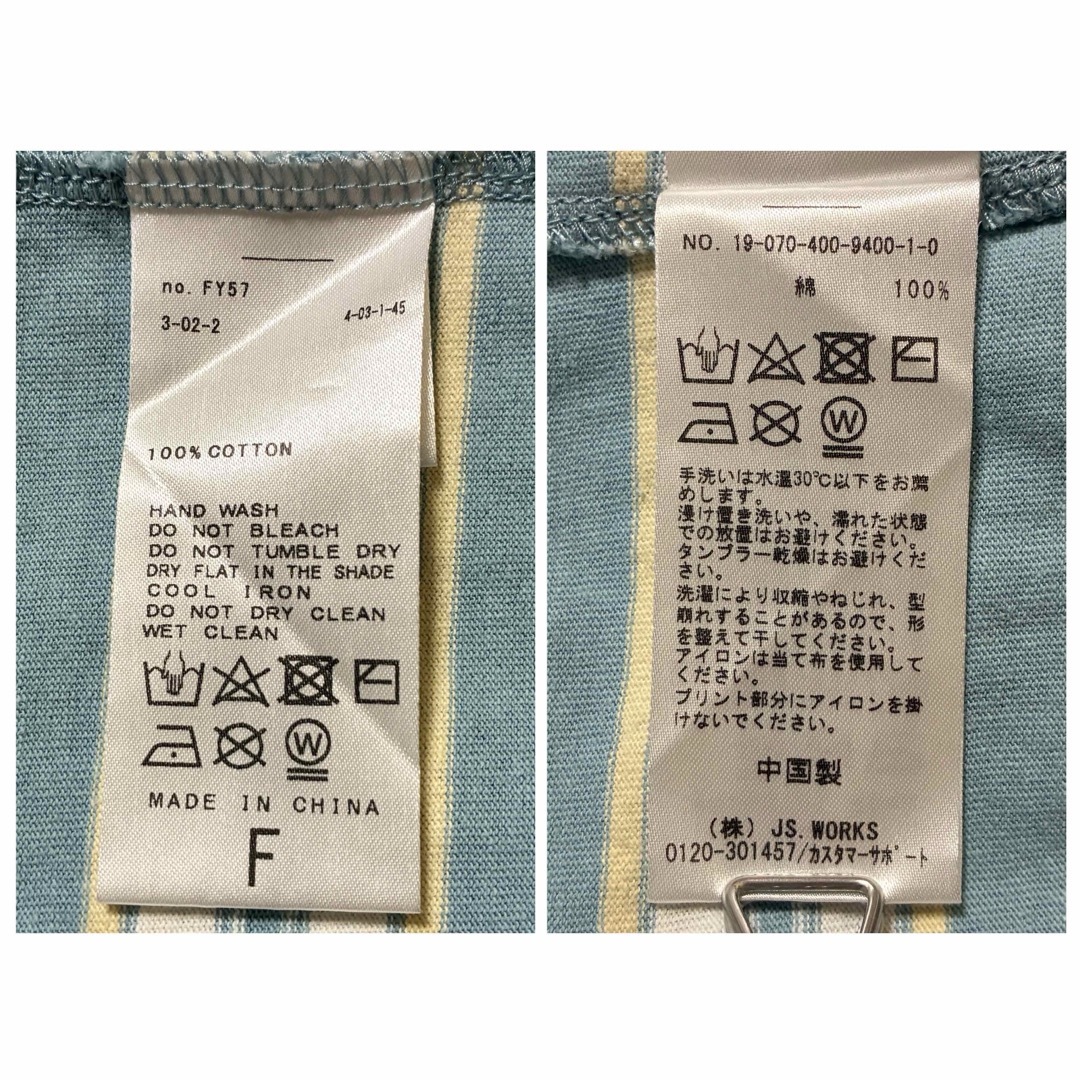 no. FY57
3-02-2
4-03-1-45
100% COTTON
HAND WASH
DO NOT BLEACH
DO NOT TUMBLE DRY
DRY FLAT IN THE SHADE
COOL IRON
DO NOT DRY CLEAN
WET CLEAN
W
MADE IN CHINA
F
NO. 19-070-400-9400-1-0
綿 100%
W
手洗いは水温30℃以下をお薦
めします。
浸け置き洗いや、濡れた状態
での放置はお避けください。
タンブラー乾燥はお避けくだ
さい。
洗濯により収縮やねじれ、型
崩れすることがあるので、形
を整えて干してください。
アイロンは当て布を使用して
ください。
プリント部分にアイロンを掛
けないでください。
中国製
(株) JS. WORKS
0120-301457/カスタマーサポート